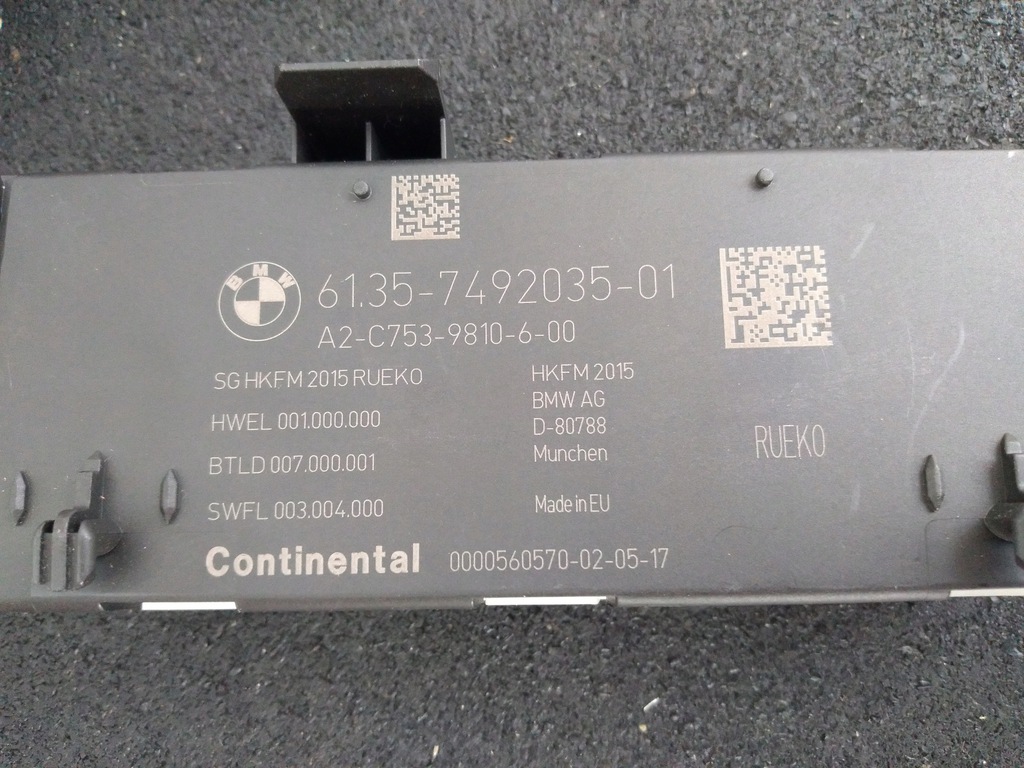 BMW
61.35-7492035-01
A2-C753-9810-6-00
SG HKFM 2015 RUEKO
HWEL 001.000.000
BTLD 007.000.001
SWFL 003.004.000
HKFM 2015
BMW AG
D-80788
Munchen
Made in EU
RUEKO
Continental 0000560570-02-05-17